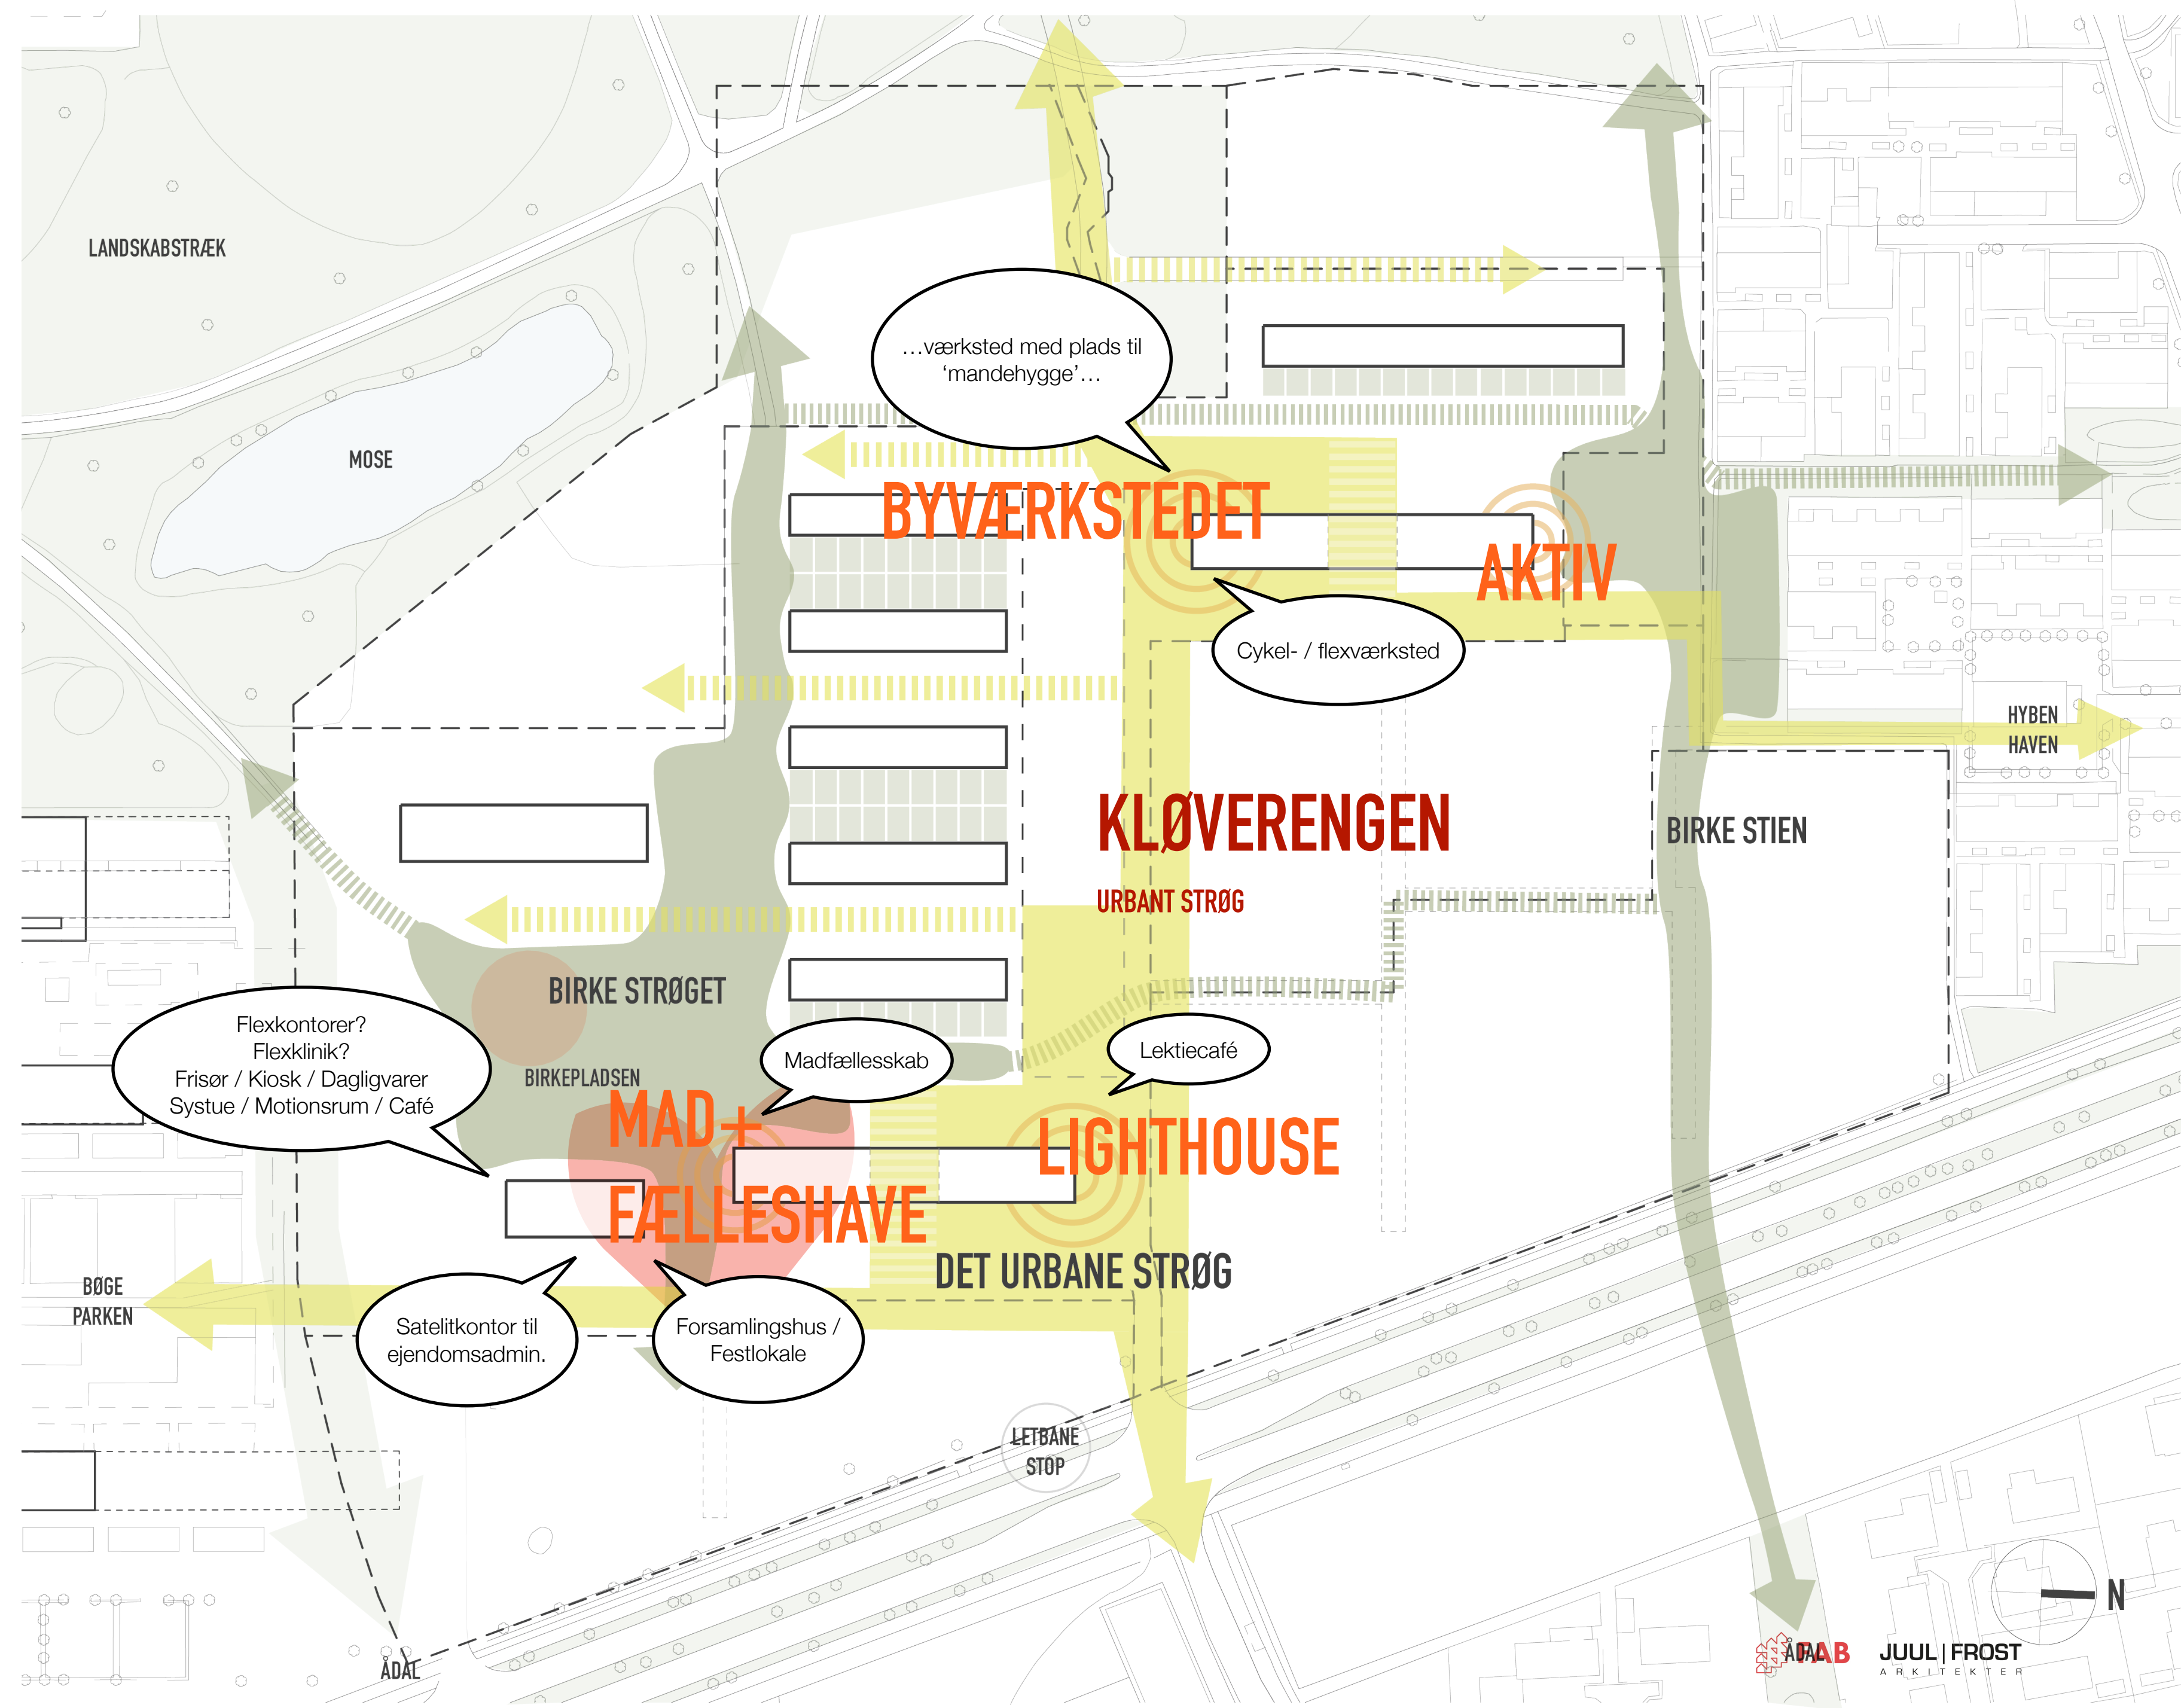 LANDSKABSTRÆK
…værksted med plads til
‘mandehygge’…
MOSE
BYVÆRKSTEDET
AKTIV
Cykel- / flexværksted
HYBEN
HAVEN
KLØVERENGEN
BIRKE STIEN
URBANT STRØG
BIRKE STRØGET
Flexkontorer?
Flexklinik?
Frisør / Kiosk / Dagligvarer
Systue / Motionsrum / Café
Madfællesskab
Lektiecafé
BIRKEPLADSEN
MAD+
FÆLLESHAVE
LIGHTHOUSE
DET URBANE STRØG
BØGE
PARKEN
Satelitkontor til
ejendomsadmin.
Forsamlingshus /
Festlokale
LETBANE
STOP
N
ÅDAL
ÅDAL
FAB
JUUL | FROST
ARKITEKTER